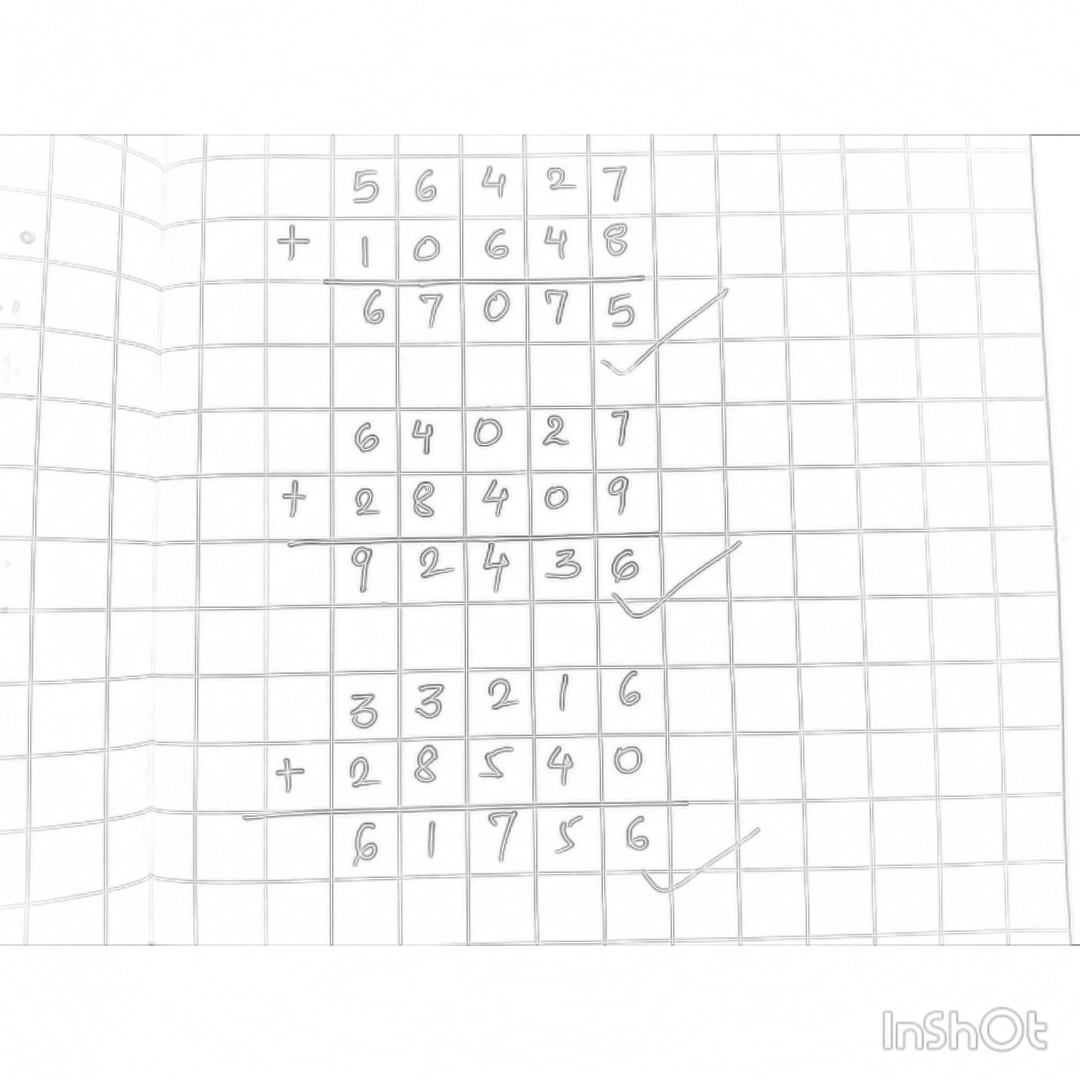 5 6 4 2 7
+ 1 0 6 4 8
6 7 0 7 5
6 4 0 2 7
+ 2 8 4 0 9
9 2 4 3 6
3 3 2 1 6
+ 2 8 5 4 0
6 1 7 5 6
InShOt